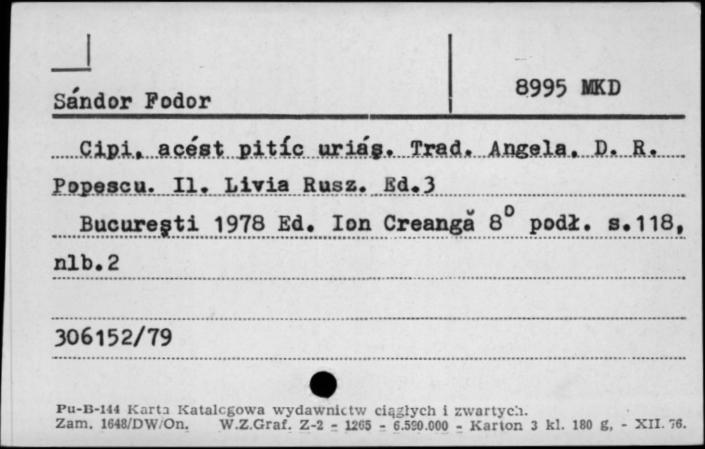 8995 MKD
Sándor Fodor
Cipi, acést pitíc uriáş. Trad. Angela, D. R.
Popescu. Il. Livia Rusz. Ed.3
Bucureşti 1978 Ed. Ion Creangă 8° podł. s.118,
nlb.2
306152/79
Pu-B-144 Karta Katalogowa wydawnictw ciągłych i zwartych.
Zam. 1648/DW/On. W.Z.Graf. Z-2 - 1265 - 6.590.000 - Karton 3 kl. 180 g, - XII. 76.